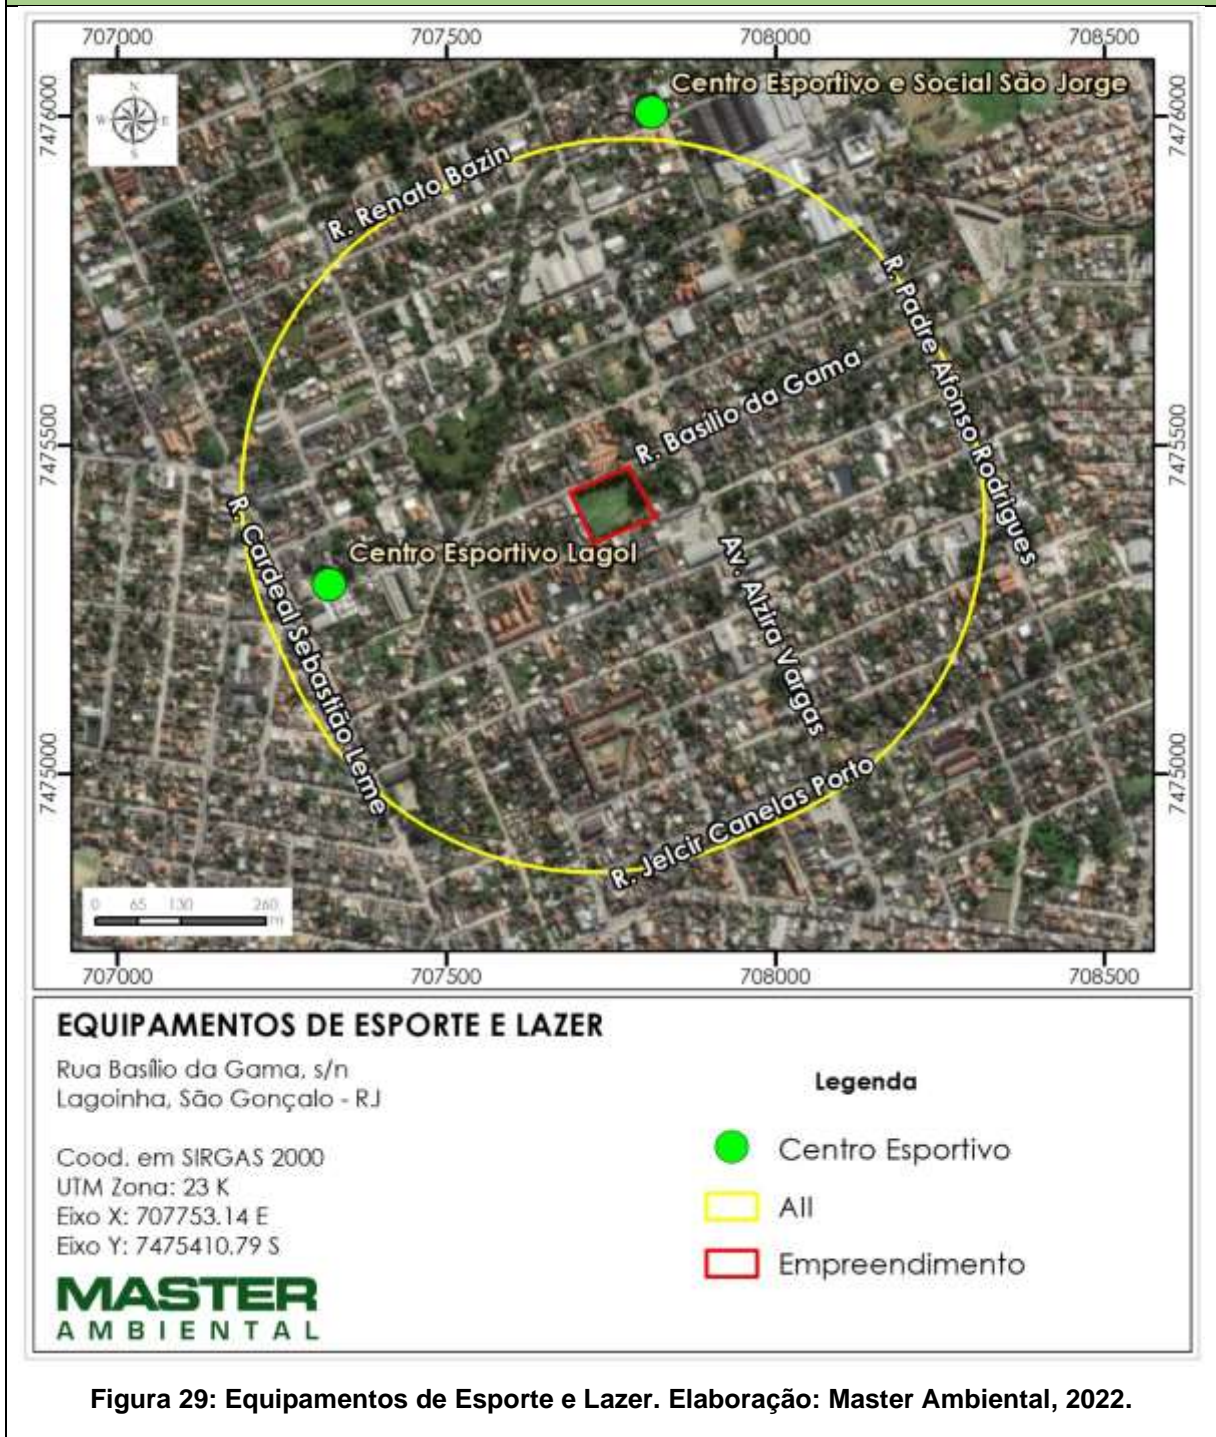 707000 707500 708000 708500
Centro Esportivo e Social São Jorge
N
W E
S
7476000 7476000
R. Renato Bazin
R. Padre Afonso Rodrigues
R. Basílio da Gama
7475500 7475500
R. Cardeal Sebastião Leme
Centro Esportivo Lagol
Av. Alzira Vargas
7475000 7475000
R. Jelcir Canelas Porto
0 65 130 260
m
707000 707500 708000 708500
EQUIPAMENTOS DE ESPORTE E LAZER
Rua Basílio da Gama, s/n
Lagoinha, São Gonçalo - RJ
Cood. em SIRGAS 2000
UTM Zona: 23 K
Eixo X: 707753.14 E
Eixo Y: 7475410.79 S
MASTER
AMBIENTAL
Legenda
Centro Esportivo
AII
Empreendimento
Figura 29: Equipamentos de Esporte e Lazer. Elaboração: Master Ambiental, 2022.